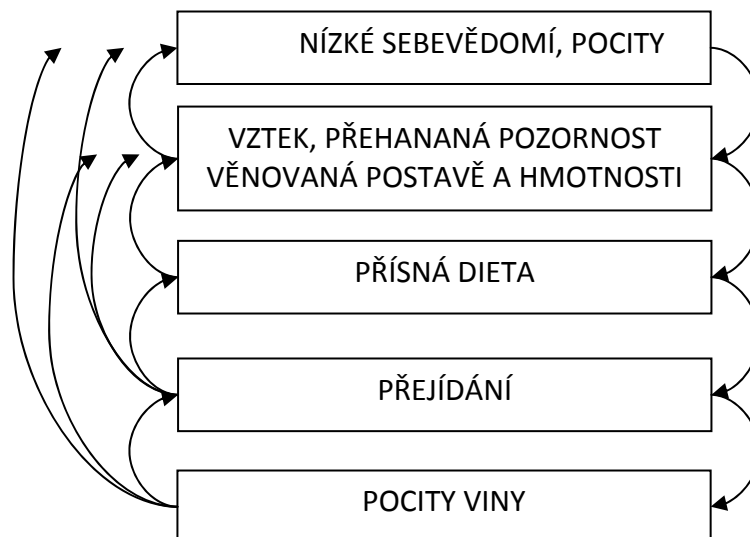 NÍZKÉ SEBEVĚDOMÍ, POCITY
VZTEK, PŘEHANANÁ POZORNOST
VĚNOVANÁ POSTAVĚ A HMOTNOSTI
PŘÍSNÁ DIETA
PŘEJÍDÁNÍ
POCITY VINY